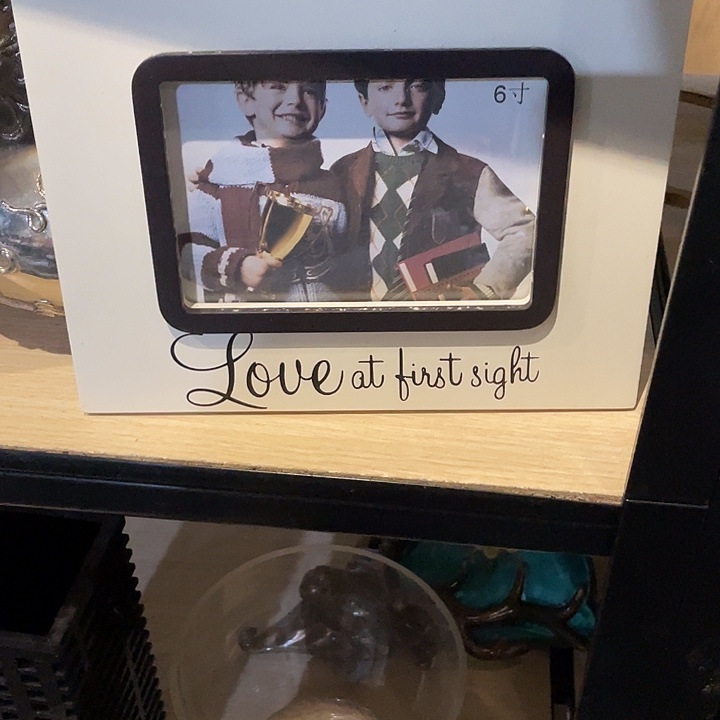 6寸
Love at first sight